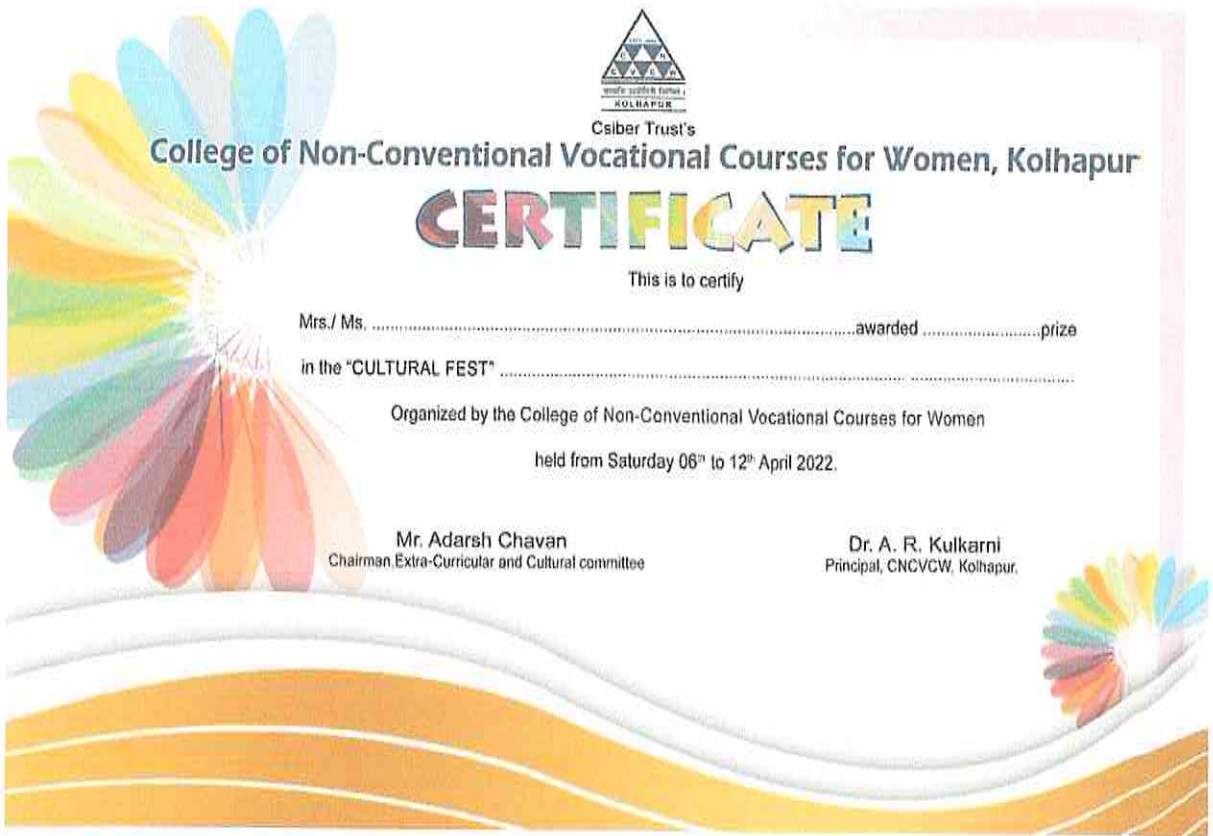 C N
C V C W
KOLHAPUR
Csiber Trust's
College of Non-Conventional Vocational Courses for Women, Kolhapur
CERTIFICATE
This is to certify
Mrs./ Ms. ..........awarded ..........prize
in the "CULTURAL FEST" ..........
Organized by the College of Non-Conventional Vocational Courses for Women
held from Saturday 06th to 12th April 2022.
Mr. Adarsh Chavan
Chairman,Extra-Curricular and Cultural committee
Dr. A. R. Kulkarni
Principal, CNCVCW, Kolhapur.